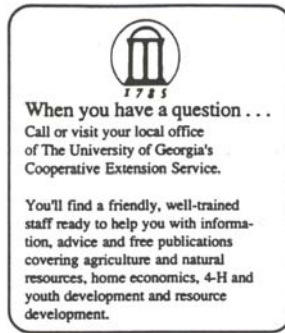 1785
When you have a question . . .
Call or visit your local office
of The University of Georgia's
Cooperative Extension Service.
You'll find a friendly, well-trained
staff ready to help you with informa-
tion, advice and free publications
covering agriculture and natural
resources, home economics, 4-H and
youth development and resource
development.